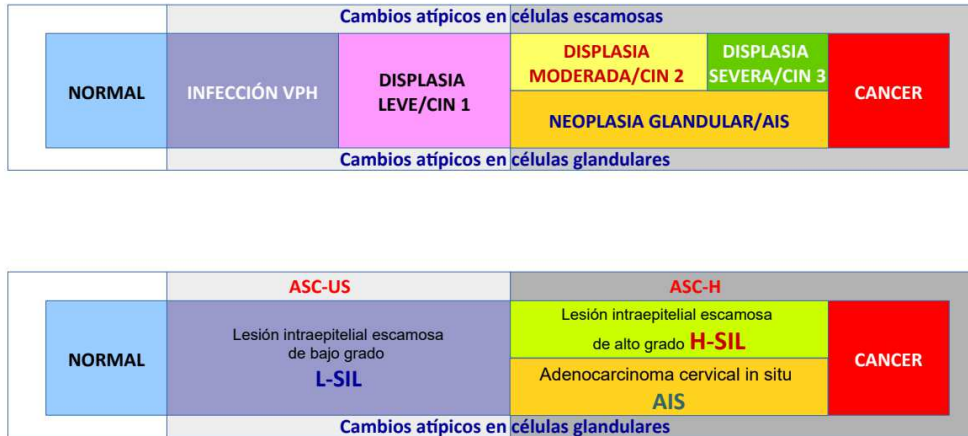 Cambios atípicos en células escamosas
NORMAL
INFECCIÓN VPH
DISPLASIA
LEVE/CIN 1
DISPLASIA
MODERADA/CIN 2
DISPLASIA
SEVERA/CIN 3
NEOPLASIA GLANDULAR/AIS
CANCER
Cambios atípicos en células glandulares
ASC-US
ASC-H
NORMAL
Lesión intraepitelial escamosa
de bajo grado
L-SIL
Lesión intraepitelial escamosa
de alto grado H-SIL
Adenocarcinoma cervical in situ
AIS
CANCER
Cambios atípicos en células glandulares